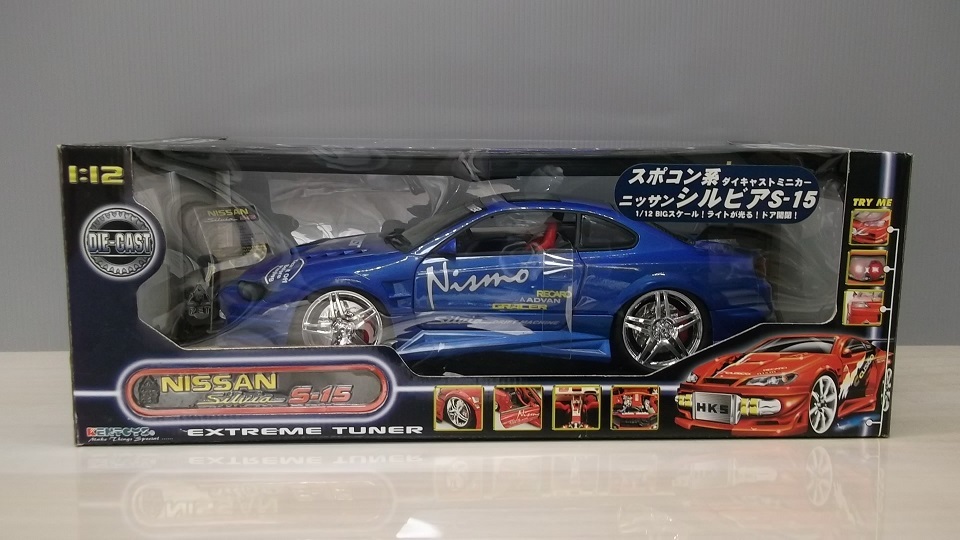 1:12
DIE-CAST
NISSAN
スポコン系 ダイキャストミニカー
ニッサン シルビアS-15
1/12 BIGスケール！ライトが光る！ドア開閉！
TRY ME
Nismo
RECARO
ADVAN
GRACER
NISSAN
Silvia S-15
HKS
Make Things Special
EXTREME TUNER